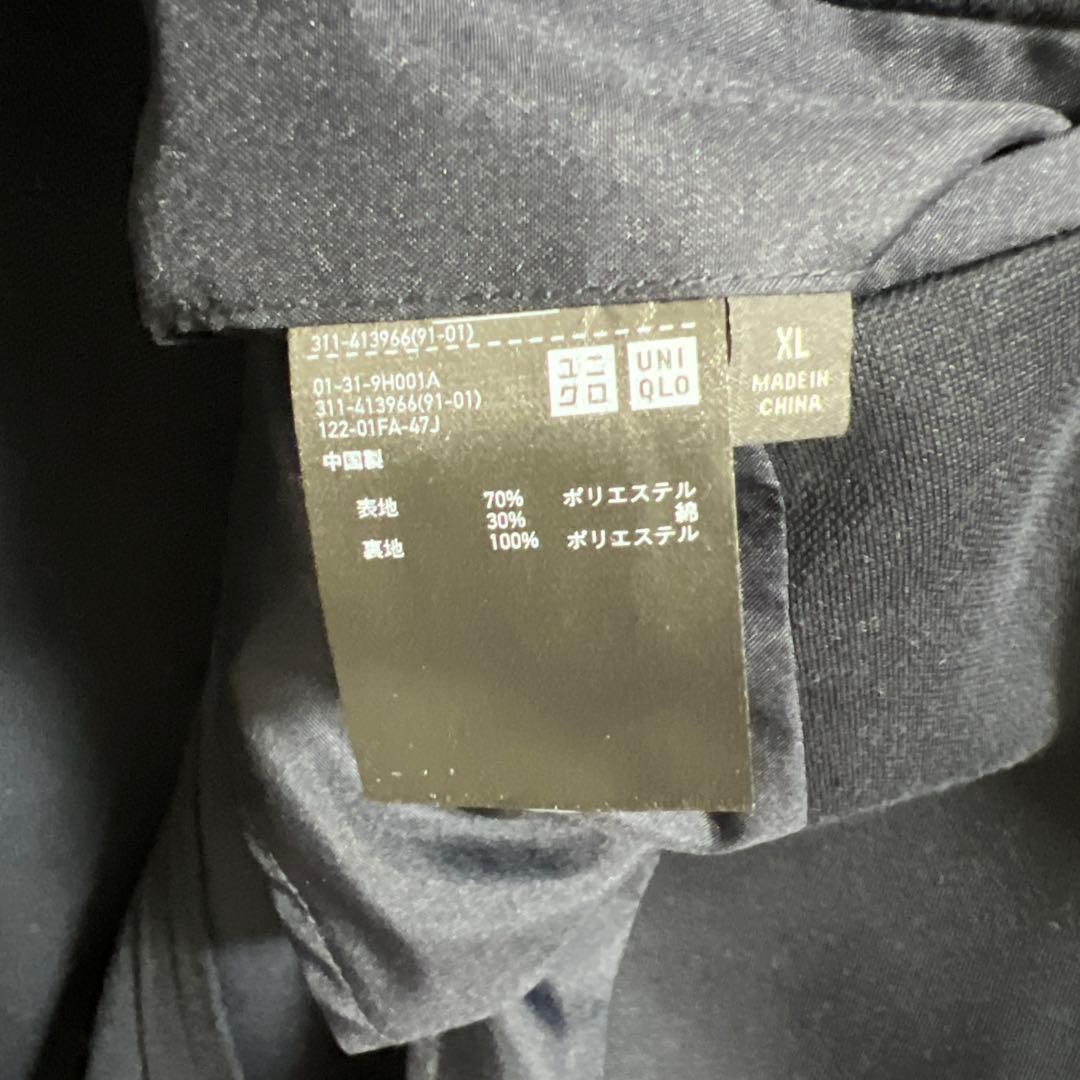 311-413966(91-01)
01-31-9H001A
311-413966(91-01)
122-01FA-47J
中国製
ユニ
クロ
UNI
QLO
XL
MADE IN
CHINA
表地 70% ポリエステル
30% 綿
裏地 100% ポリエステル